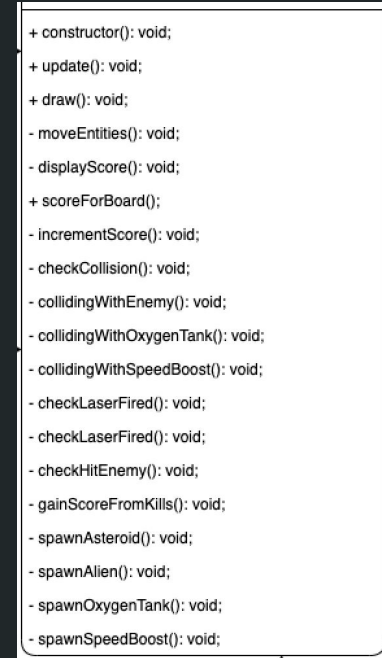 + constructor(): void;
+ update(): void;
+ draw(): void;
- moveEntities(): void;
- displayScore(): void;
+ scoreForBoard();
- incrementScore(): void;
- checkCollision(): void;
- collidingWithEnemy(): void;
- collidingWithOxygenTank(): void;
- collidingWithSpeedBoost(): void;
- checkLaserFired(): void;
- checkLaserFired(): void;
- checkHitEnemy(): void;
- gainScoreFromKills(): void;
- spawnAsteroid(): void;
- spawnAlien(): void;
- spawnOxygenTank(): void;
- spawnSpeedBoost(): void;